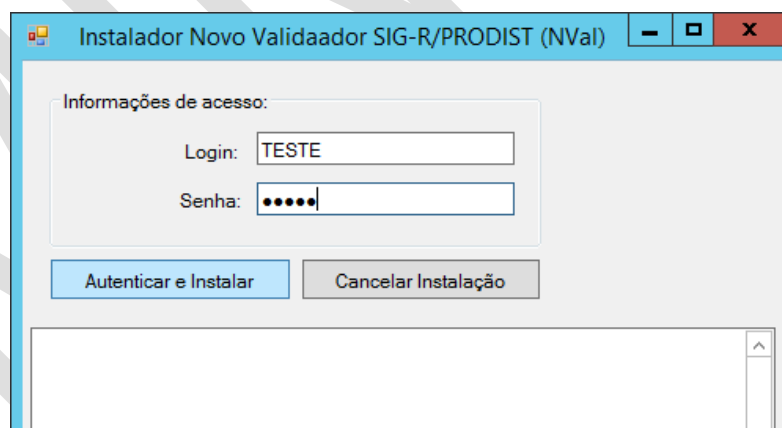 Instalador Novo Validaador SIG-R/PRODIST (NVal)
Informações de acesso:
Login: TESTE
Senha: •••••
Autenticar e Instalar Cancelar Instalação